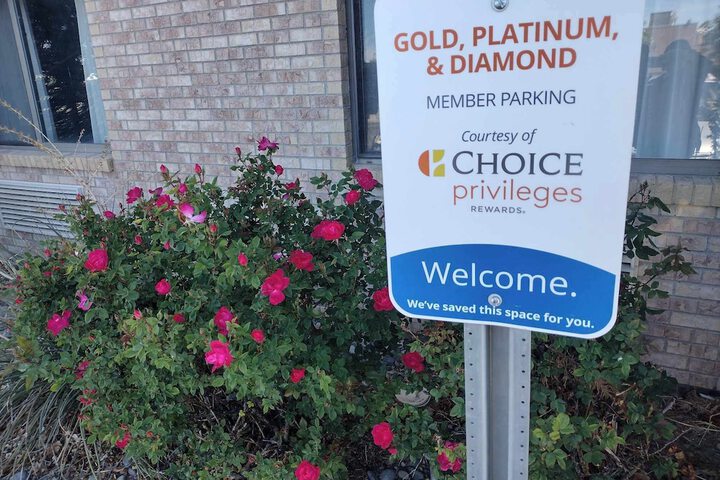 GOLD, PLATINUM,
& DIAMOND
MEMBER PARKING
Courtesy of
CHOICE
privileges
REWARDS®
Welcome.
We've saved this space for you.